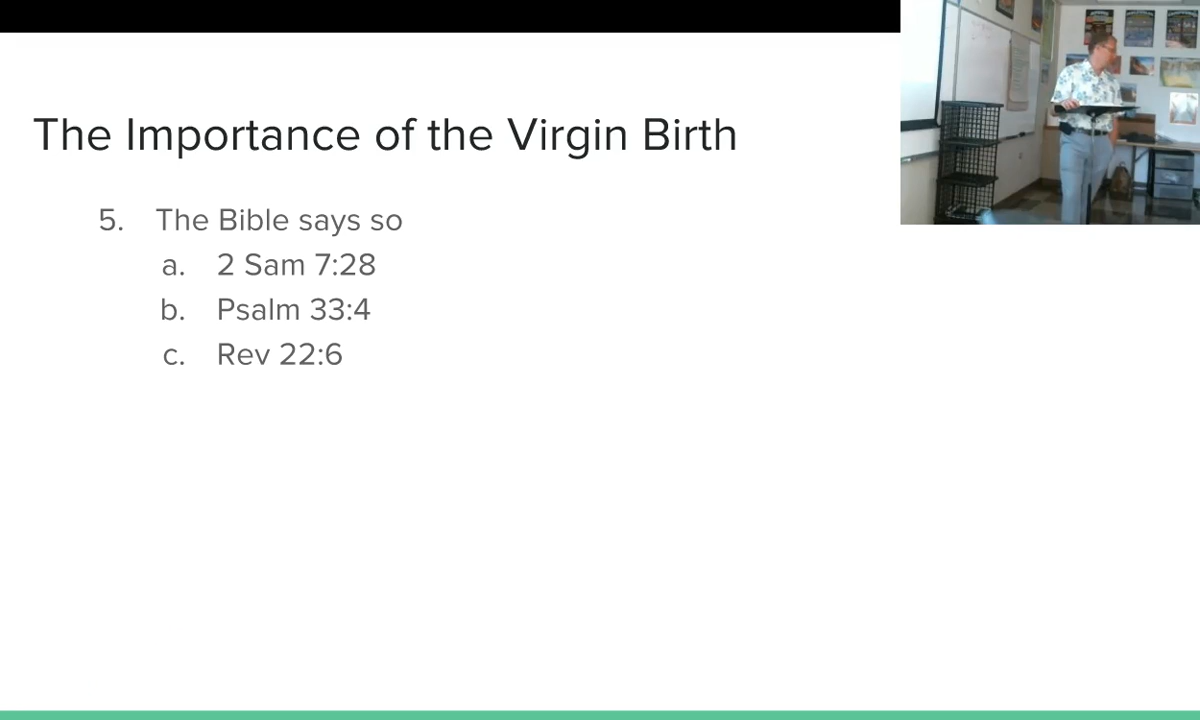 The Importance of the Virgin Birth
5. The Bible says so
a. 2 Sam 7:28
b. Psalm 33:4
c. Rev 22:6